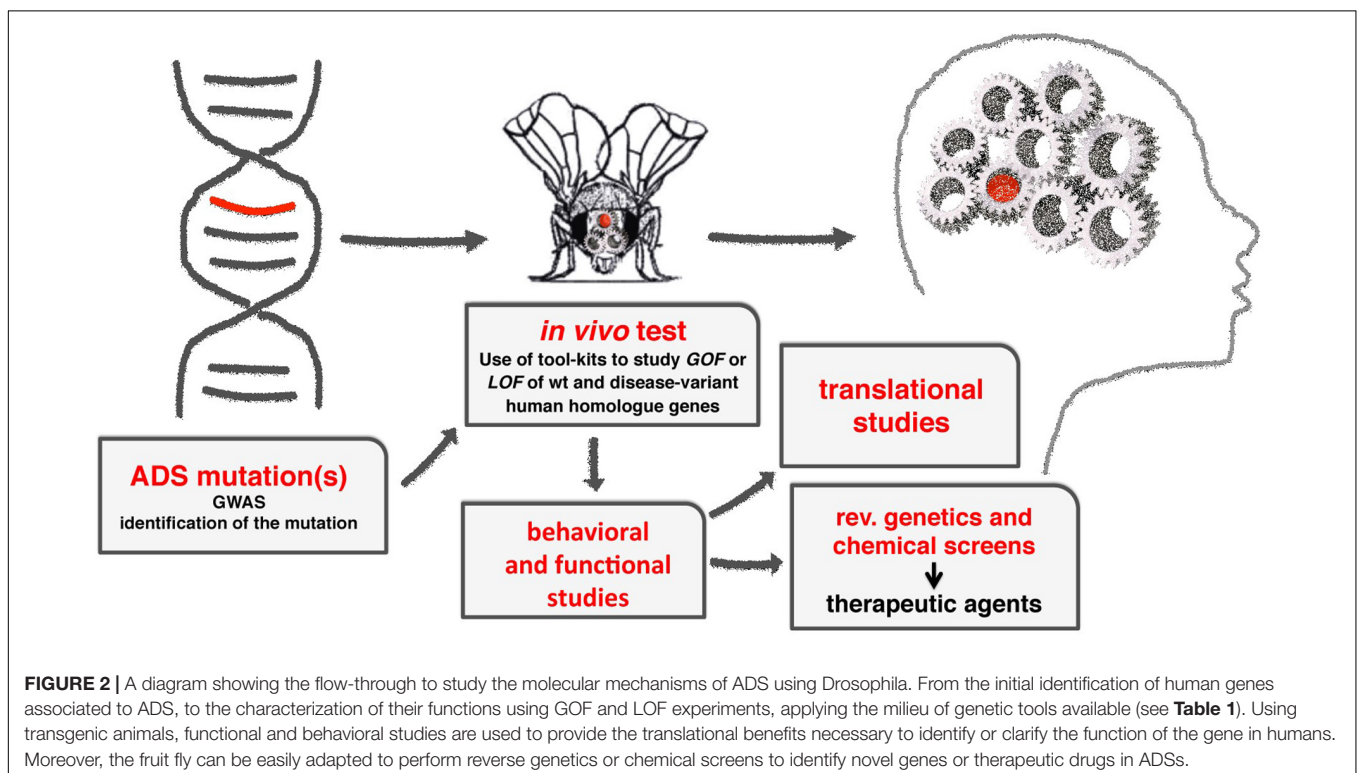 ADS mutation(s)
GWAS
identification of the mutation
in vivo test
Use of tool-kits to study GOF or
LOF of wt and disease-variant
human homologue genes
behavioral
and functional
studies
translational
studies
rev. genetics and
chemical screens
therapeutic agents
FIGURE 2 | A diagram showing the flow-through to study the molecular mechanisms of ADS using Drosophila. From the initial identification of human genes
associated to ADS, to the characterization of their functions using GOF and LOF experiments, applying the milieu of genetic tools available (see Table 1). Using
transgenic animals, functional and behavioral studies are used to provide the translational benefits necessary to identify or clarify the function of the gene in humans.
Moreover, the fruit fly can be easily adapted to perform reverse genetics or chemical screens to identify novel genes or therapeutic drugs in ADSs.